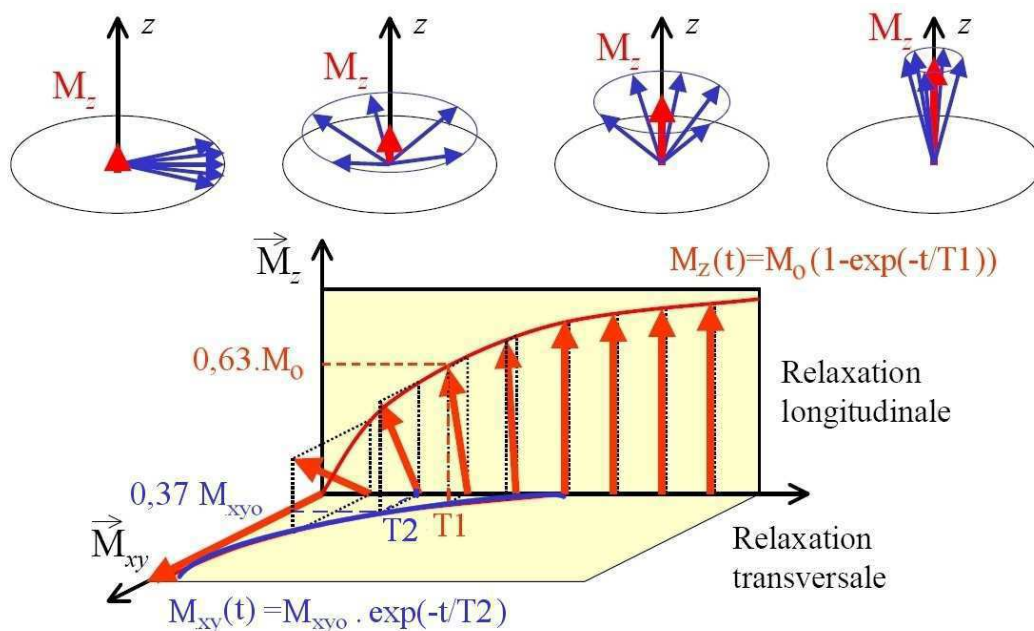 z
M_z
z
M_z
z
M_z
z
M_z
M_z
M_z(t)=M_o(1-exp(-t/T1))
0,63.M_o
Relaxation
longitudinale
0,37 M_xyo
T2
T1
M_xy
Relaxation
transversale
M_xy(t) =M_xyo . exp(-t/T2)